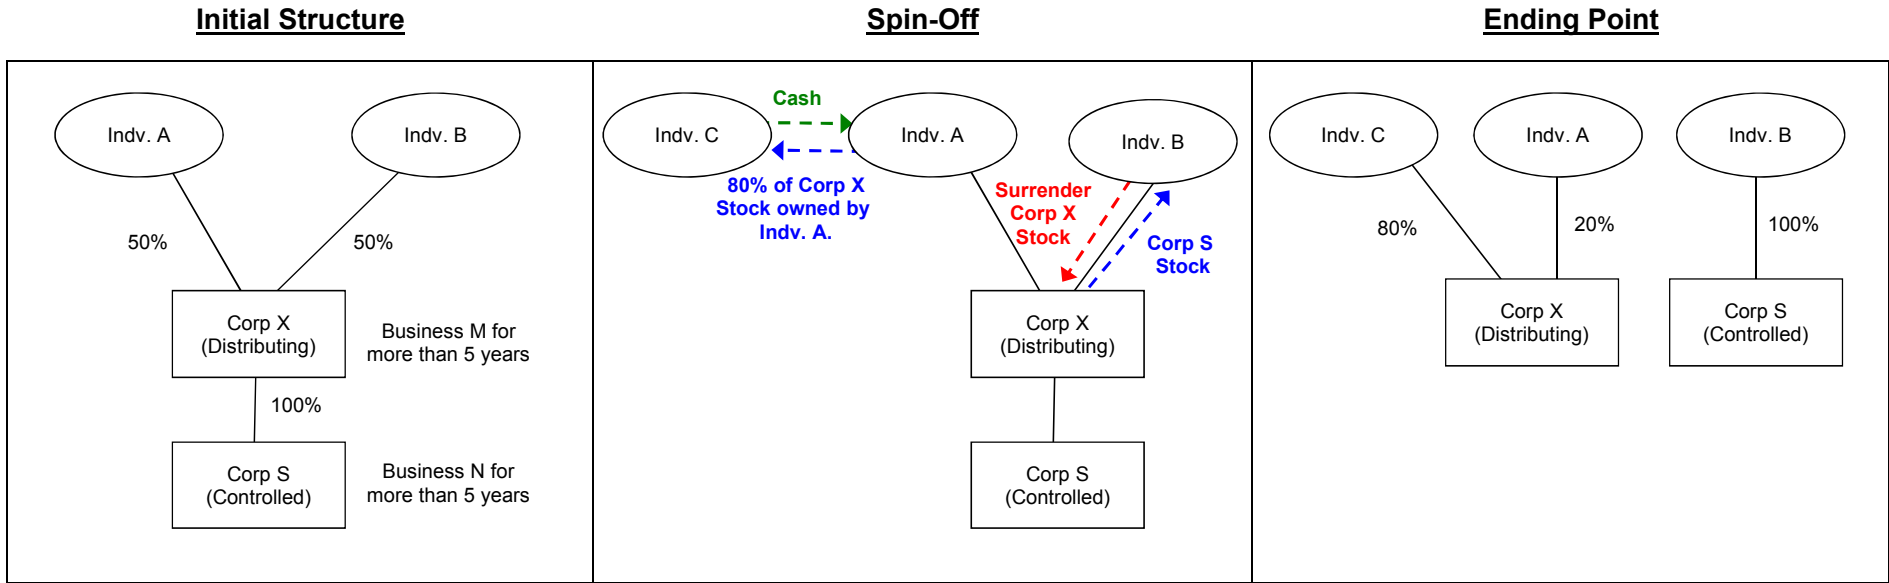 Initial Structure
Spin-Off
Ending Point
Indv. A
Indv. B
50%
50%
Corp X
(Distributing)
Business M for
more than 5 years
100%
Corp S
(Controlled)
Business N for
more than 5 years
Indv. C
Cash
Indv. A
Indv. B
80% of Corp X
Stock owned by
Indv. A.
Surrender
Corp X
Stock
Corp S
Stock
Corp X
(Distributing)
Corp S
(Controlled)
Indv. C
Indv. A
Indv. B
80%
20%
100%
Corp X
(Distributing)
Corp S
(Controlled)